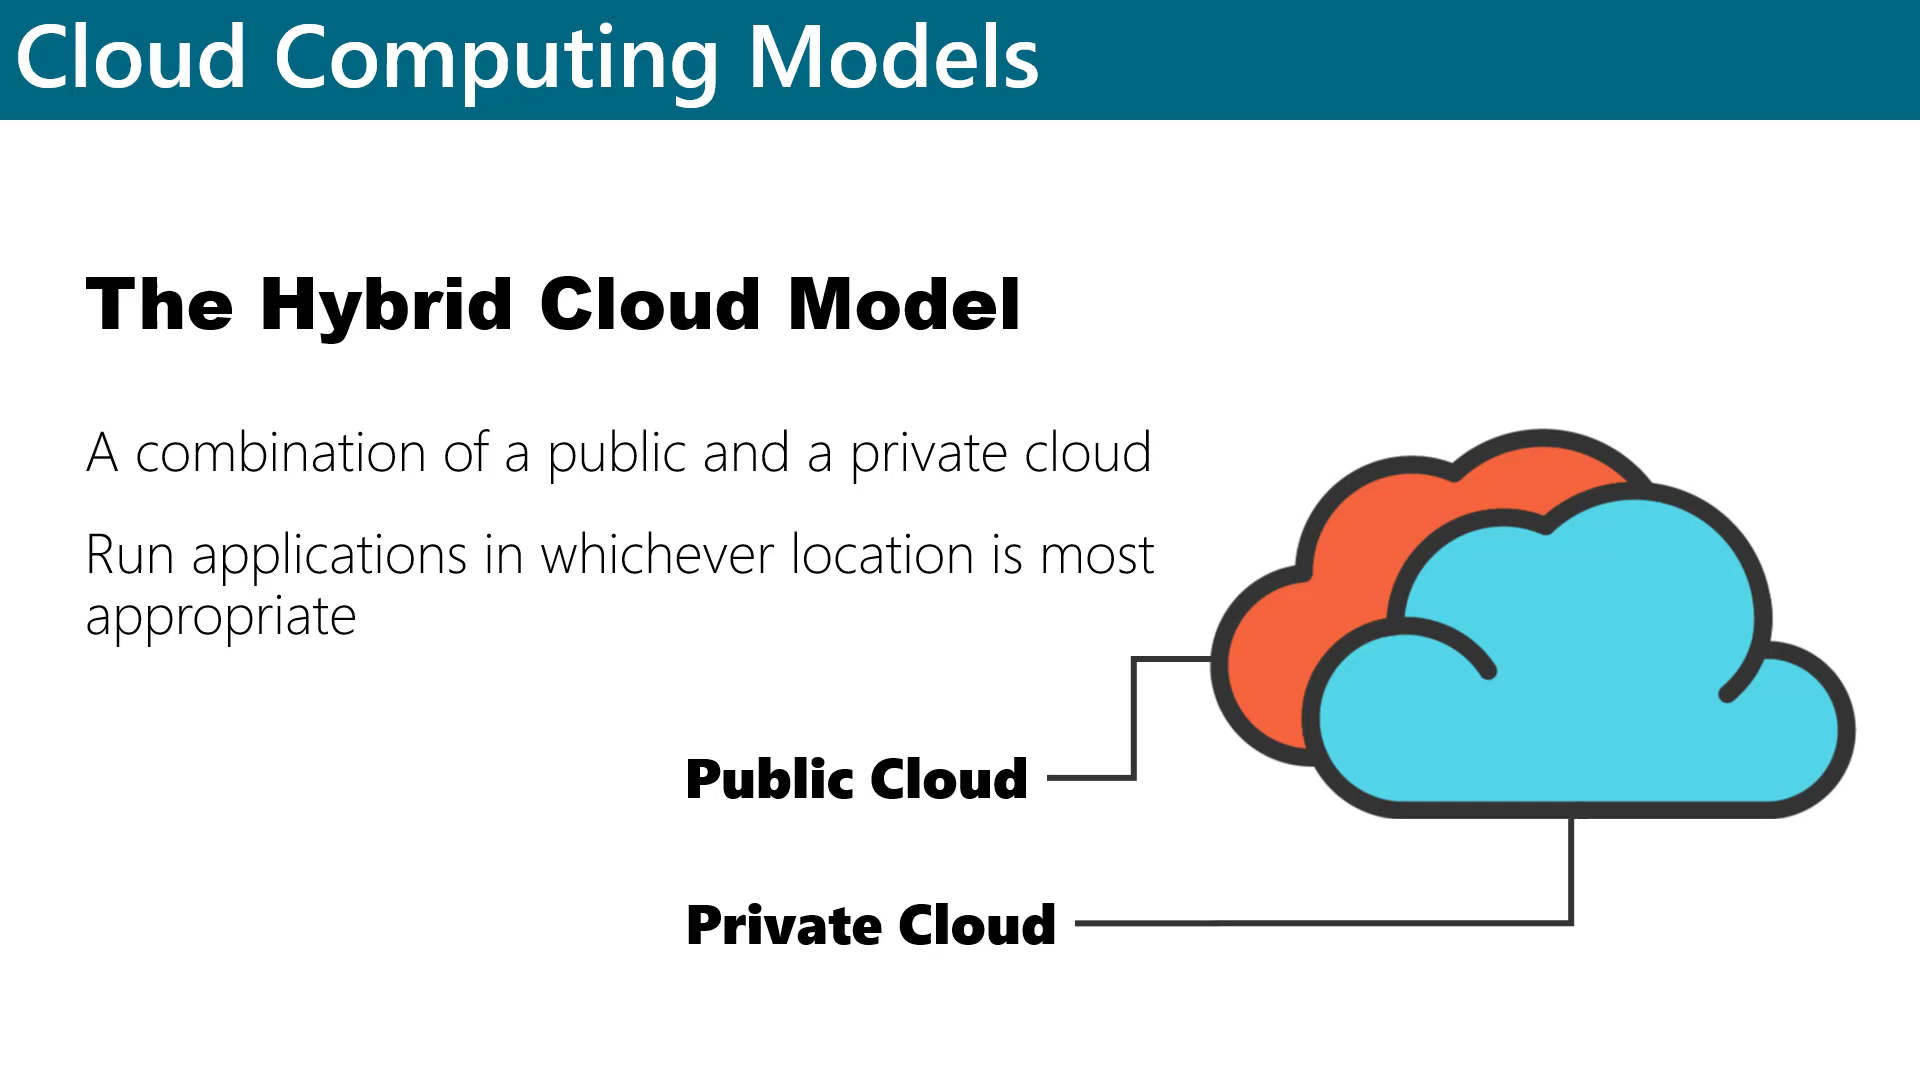 Cloud Computing Models
The Hybrid Cloud Model
A combination of a public and a private cloud
Run applications in whichever location is most
appropriate
Public Cloud
Private Cloud